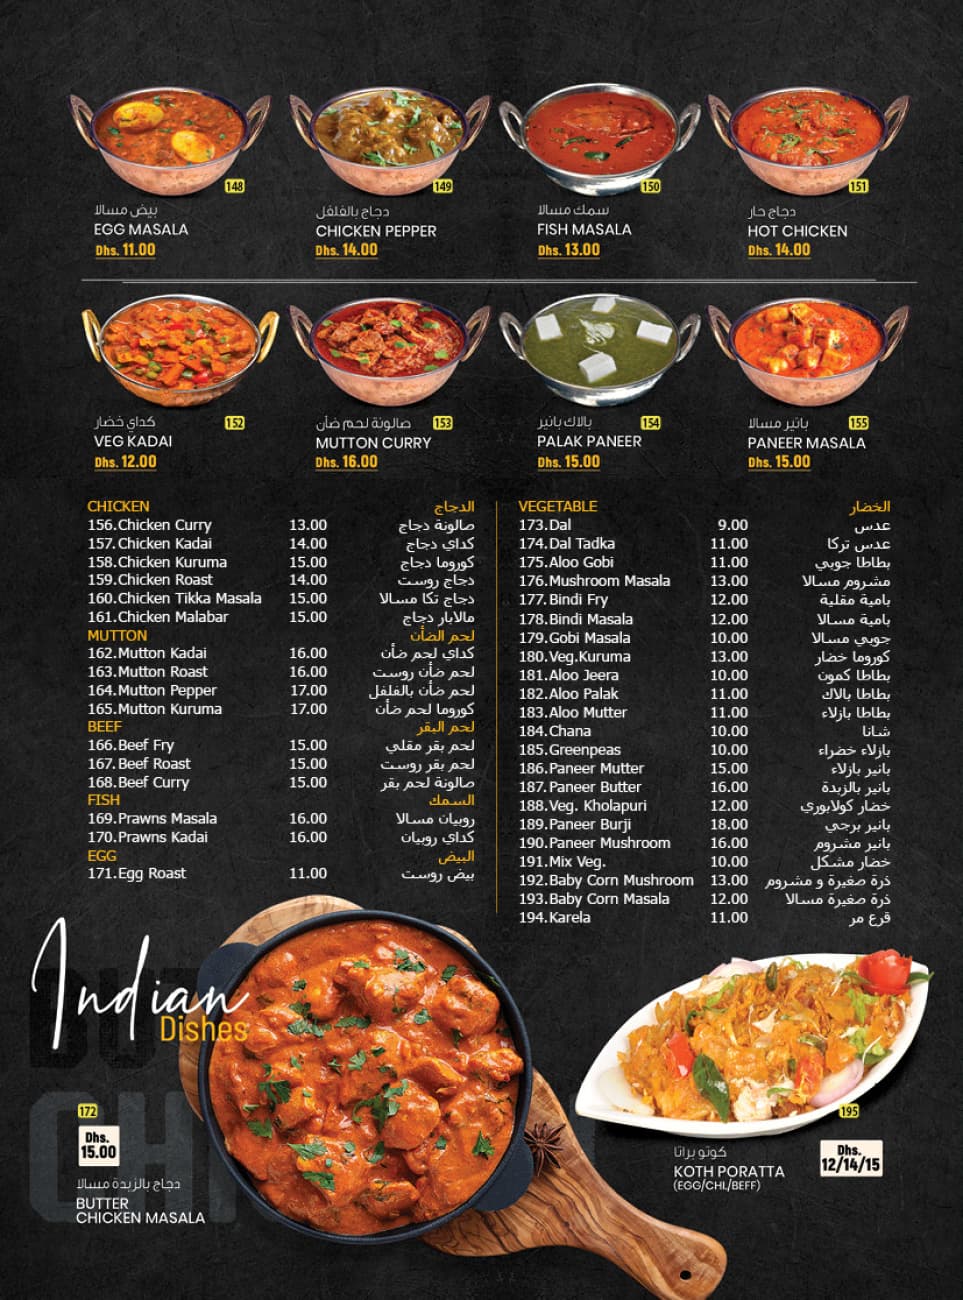 148 149 150 151
بيض مسالا دجاج بالفلفل سمك مسالا دجاج حار
EGG MASALA CHICKEN PEPPER FISH MASALA HOT CHICKEN
Dhs. 11.00 Dhs. 14.00 Dhs. 13.00 Dhs. 14.00
كداي خضار 152 صالونة لحم ضأن 153 بالاك بانير 154 بانير مسالا 155
VEG KADAI MUTTON CURRY PALAK PANEER PANEER MASALA
Dhs. 12.00 Dhs. 16.00 Dhs. 15.00 Dhs. 15.00
CHICKEN الدجاج
156.Chicken Curry 13.00 صالونة دجاج
157.Chicken Kadai 14.00 كداي دجاج
158.Chicken Kuruma 15.00 كوروما دجاج
159.Chicken Roast 14.00 دجاج روست
160.Chicken Tikka Masala 15.00 دجاج تكا مسالا
161.Chicken Malabar 15.00 مالابار دجاج
MUTTON لحم الضأن
162.Mutton Kadai 16.00 كداي لحم ضأن
163.Mutton Roast 16.00 لحم ضأن روست
164.Mutton Pepper 17.00 لحم ضأن بالفلفل
165.Mutton Kuruma 17.00 كوروما لحم ضأن
BEEF لحم البقر
166.Beef Fry 15.00 لحم بقر مقلي
167.Beef Roast 15.00 لحم بقر روست
168.Beef Curry 15.00 صالونة لحم بقر
FISH السمك
169.Prawns Masala 16.00 روبيان مسالا
170.Prawns Kadai 16.00 كداي روبيان
EGG البيض
171.Egg Roast 11.00 بيض روست
VEGETABLE الخضار
173.Dal 9.00 عدس
174.Dal Tadka 11.00 عدس تركا
175.Aloo Gobi 11.00 بطاطا جوبي
176.Mushroom Masala 13.00 مشروم مسالا
177.Bindi Fry 12.00 بامية مقلية
178.Bindi Masala 12.00 بامية مسالا
179.Gobi Masala 10.00 جوبي مسالا
180.Veg.Kuruma 13.00 كوروما خضار
181.Aloo Jeera 10.00 بطاطا كمون
182.Aloo Palak 11.00 بطاطا بالاك
183.Aloo Mutter 11.00 بطاطا بازلاء
184.Chana 10.00 شانا
185.Greenpeas 10.00 بازلاء خضراء
186.Paneer Mutter 15.00 بانير بازلاء
187.Paneer Butter 16.00 بانير بالزبدة
188.Veg. Kholapuri 12.00 خضار كولابوري
189.Paneer Burji 18.00 بانير برجي
190.Paneer Mushroom 16.00 بانير مشروم
191.Mix Veg. 10.00 خضار مشكل
192.Baby Corn Mushroom 13.00 ذرة صغيرة و مشروم
193.Baby Corn Masala 12.00 ذرة صغيرة مسالا
194.Karela 11.00 قرع مر
Indian
Dishes
172
Dhs.
15.00
دجاج بالزبدة مسالا
BUTTER
CHICKEN MASALA
195
كوتو براتا
KOTH PORATTA
(EGG/CHI./BEFF)
Dhs.
12/14/15